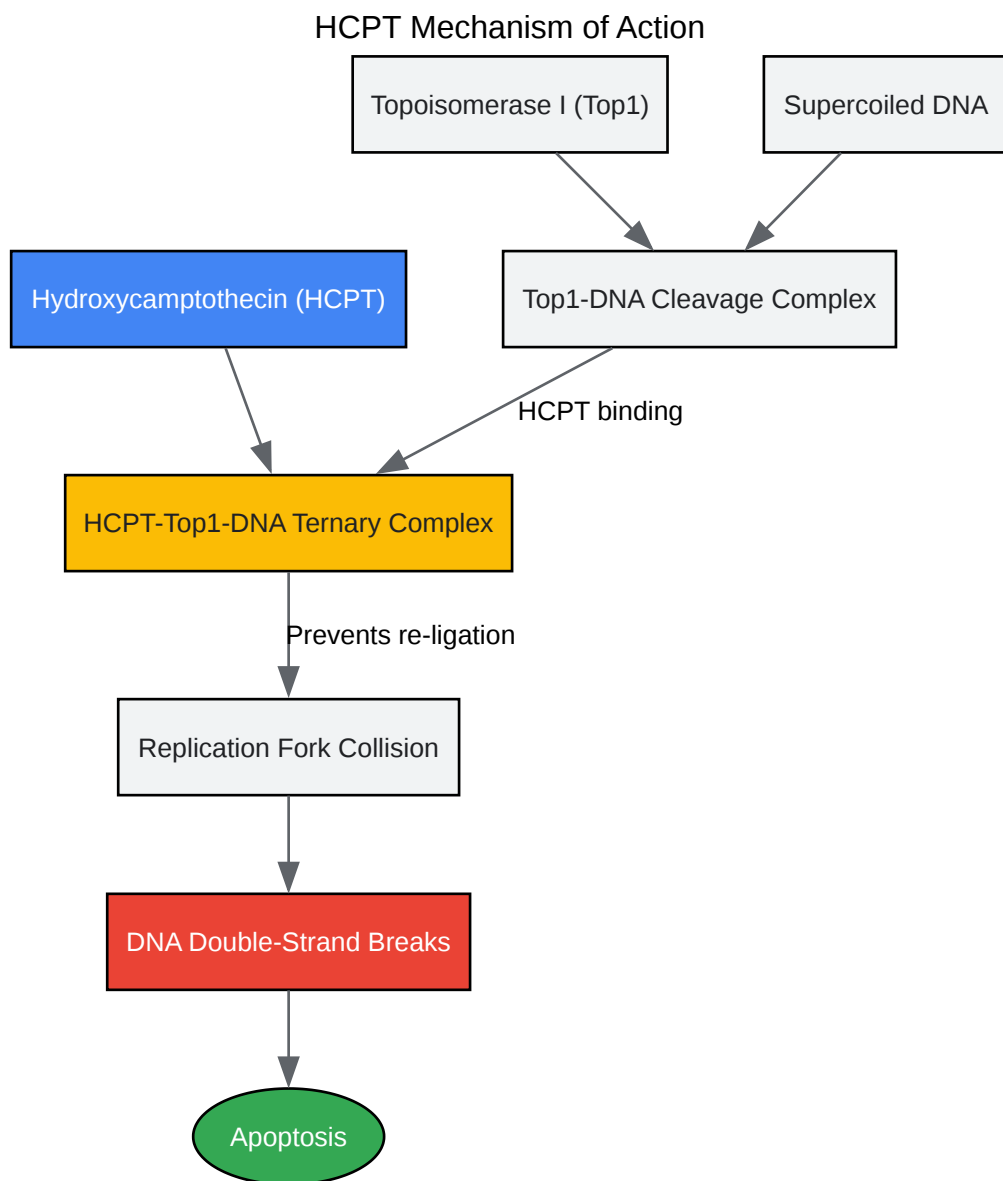 HCPT Mechanism of Action
Topoisomerase I (Top1)
Supercoiled DNA
Hydroxycamptothecin (HCPT)
Top1-DNA Cleavage Complex
HCPT binding
HCPT-Top1-DNA Ternary Complex
Prevents re-ligation
Replication Fork Collision
DNA Double-Strand Breaks
Apoptosis